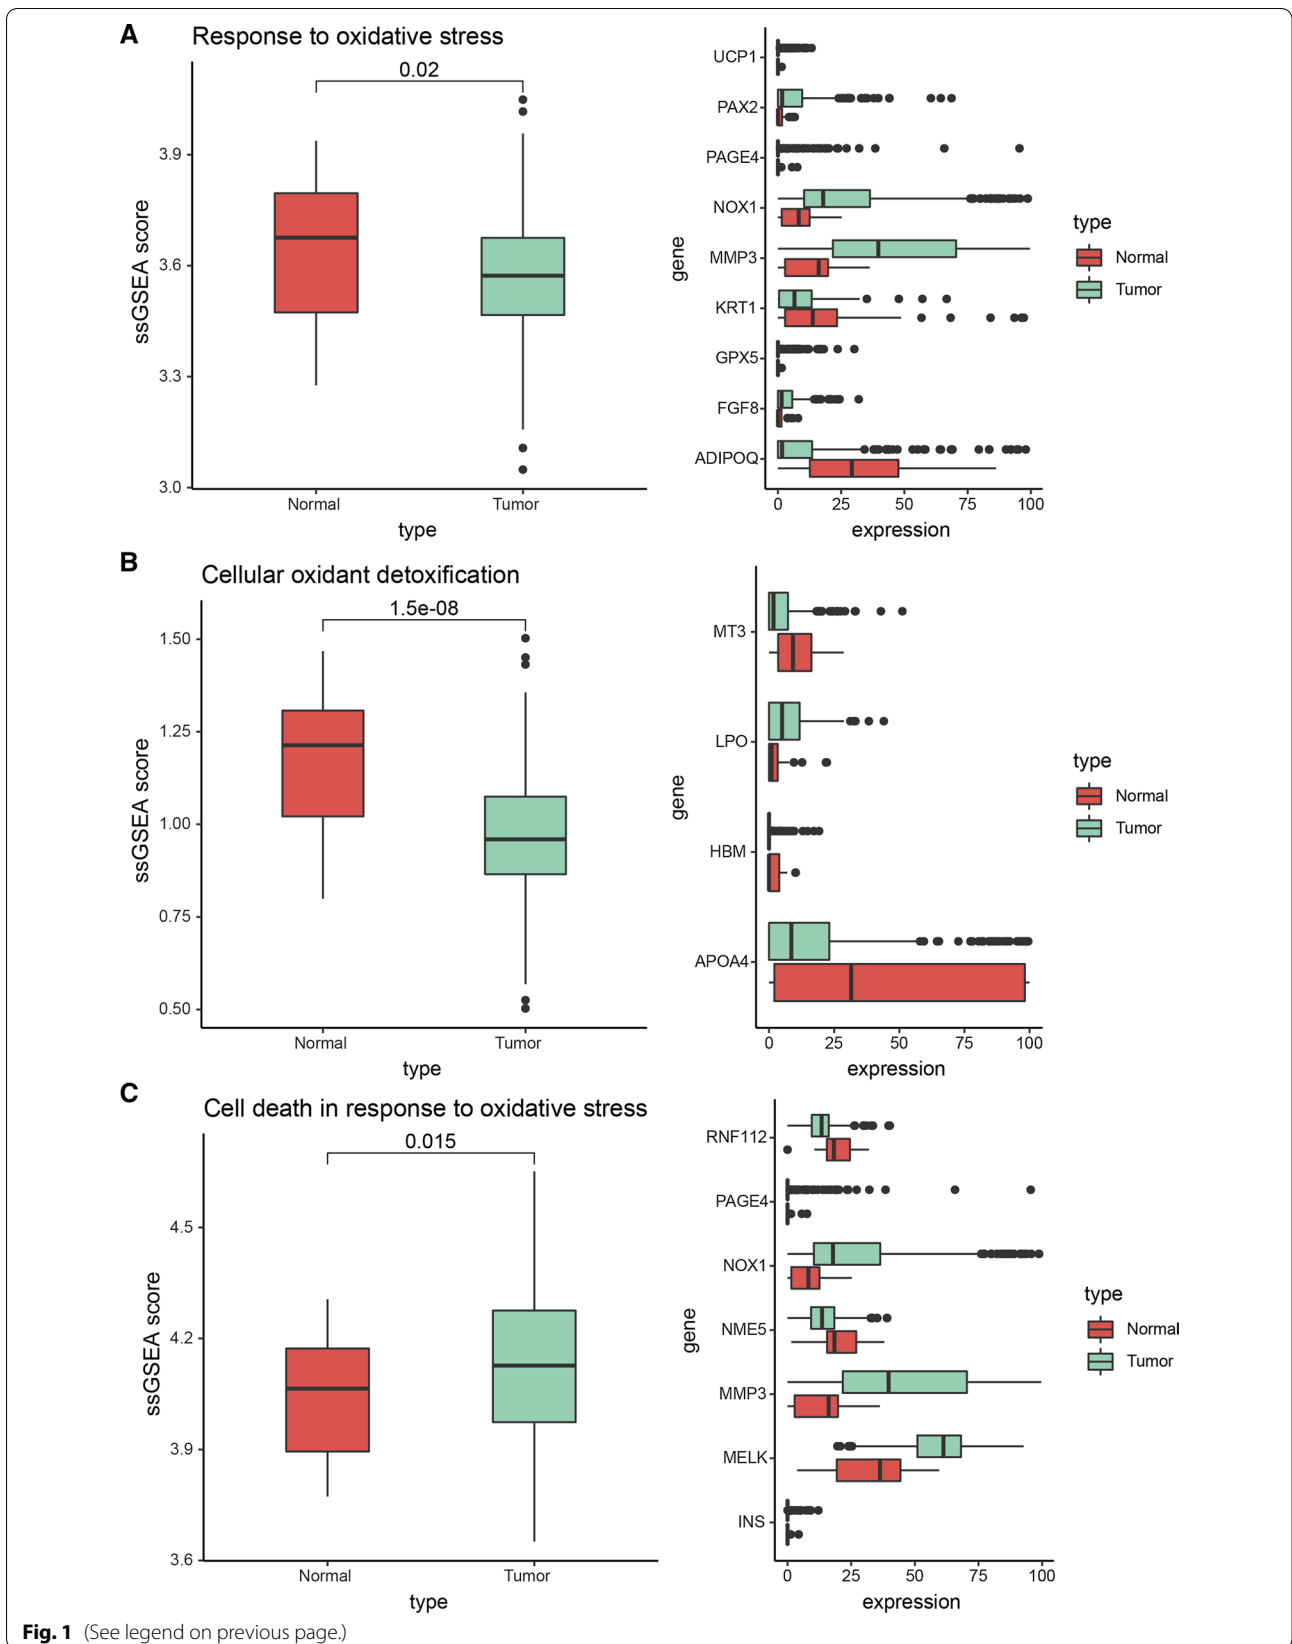 A
Response to oxidative stress
0.02
3.9
3.6
3.3
3.0
ssGSEA score
Normal
Tumor
type
UCP1
PAX2
PAGE4
NOX1
MMP3
KRT1
GPX5
FGF8
ADIPOQ
gene
0 25 50 75 100
expression
type
Normal
Tumor
B
Cellular oxidant detoxification
1.5e-08
1.50
1.25
1.00
0.75
0.50
ssGSEA score
Normal
Tumor
type
MT3
LPO
HBM
APOA4
gene
0 25 50 75 100
expression
type
Normal
Tumor
C
Cell death in response to oxidative stress
0.015
4.5
4.2
3.9
3.6
ssGSEA score
Normal
Tumor
type
RNF112
PAGE4
NOX1
NME5
MMP3
MELK
INS
gene
0 25 50 75 100
expression
type
Normal
Tumor
Fig. 1 (See legend on previous page.)